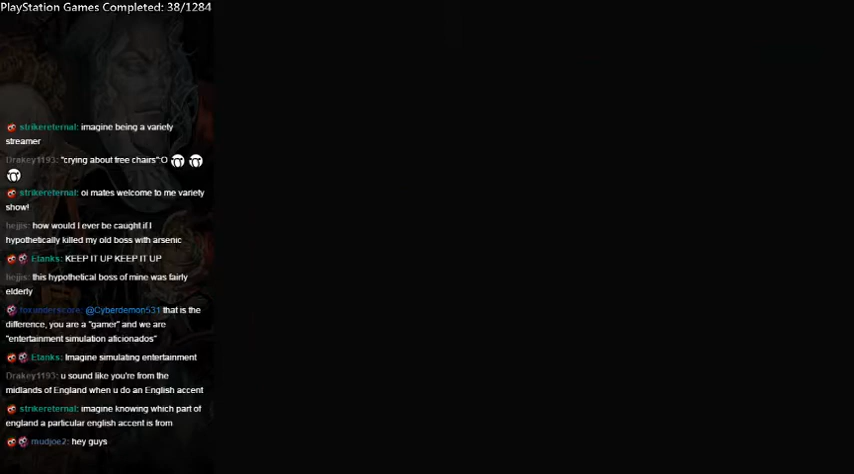 PlayStation Games Completed: 38/1284
strikereternal: imagine being a variety
streamer
Drakey1193: "crying about free chairs":O
strikereternal: oi mates welcome to me variety
show!
hejjs: how would I ever be caught if I
hypothetically killed my old boss with arsenic
Etanks: KEEP IT UP KEEP IT UP
hejjs: this hypothetical boss of mine was fairly
elderly
foxunderscore: @Cyberdemon531 that is the
difference, you are a "gamer" and we are
"entertainment simulation aficionados"
Etanks: Imagine simulating entertainment
Drakey1193: u sound like you're from the
midlands of England when u do an English accent
strikereternal: imagine knowing which part of
england a particular english accent is from
mudjoe2: hey guys